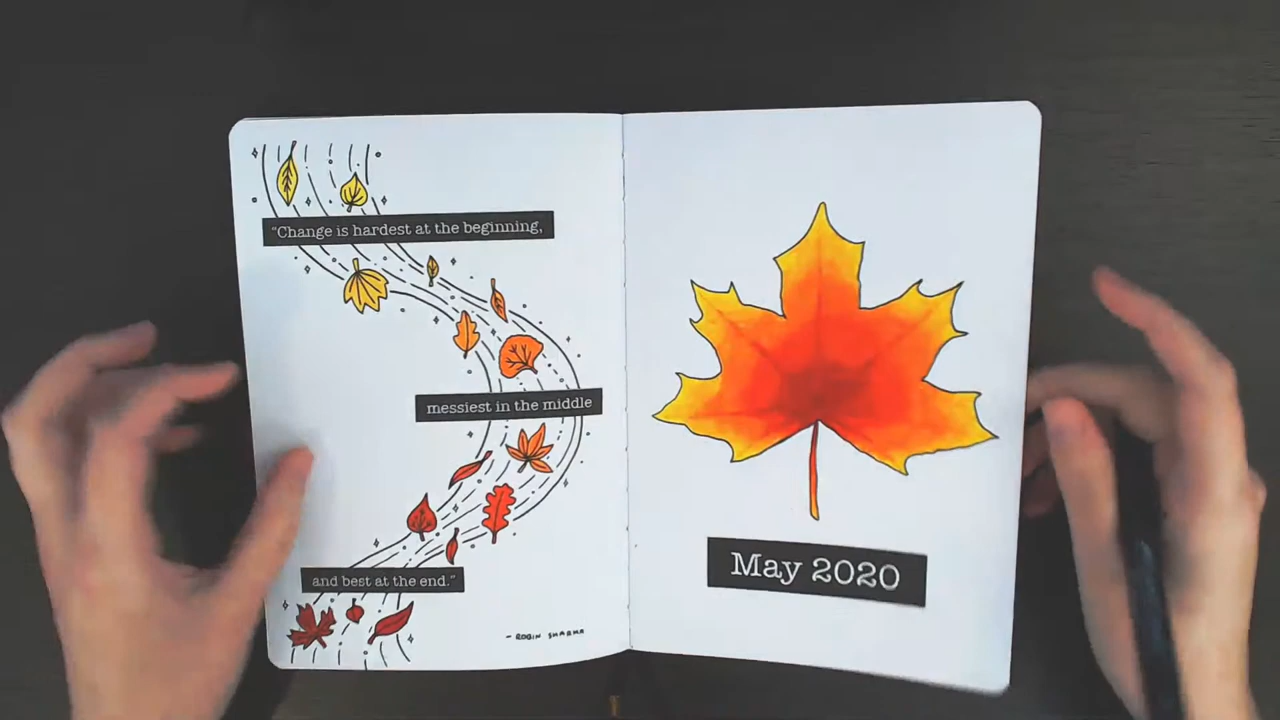 “Change is hardest at the beginning,
messiest in the middle
and best at the end.”
- ROBIN SHARMA
May 2020